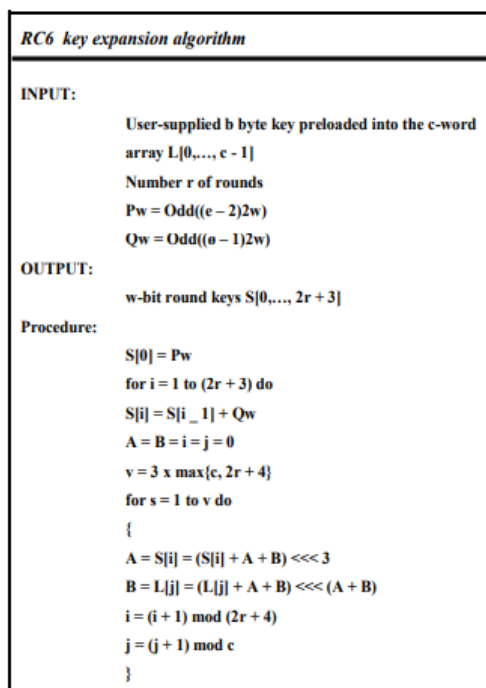 RC6 key expansion algorithm
INPUT:
User-supplied b byte key preloaded into the c-word
array L[0,..., c - 1]
Number r of rounds
Pw = Odd((e – 2)2w)
Qw = Odd((ø – 1)2w)
OUTPUT:
w-bit round keys S[0,..., 2r + 3]
Procedure:
S[0] = Pw
for i = 1 to (2r + 3) do
S[i] = S[i _ 1] + Qw
A = B = i = j = 0
v = 3 x max{c, 2r + 4}
for s = 1 to v do
{
A = S[i] = (S[i] + A + B) <<< 3
B = L[j] = (L[j] + A + B) <<< (A + B)
i = (i + 1) mod (2r + 4)
j = (j + 1) mod c
}